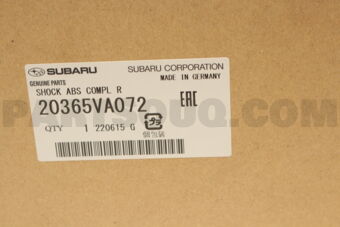 SUBARU
SUBARU CORPORATION
GENUINE PARTS
MADE IN GERMANY
SHOCK ABS COMPL R
20365VA072
EAC
QTY 1 220615 G
PARTSOUQ.COM